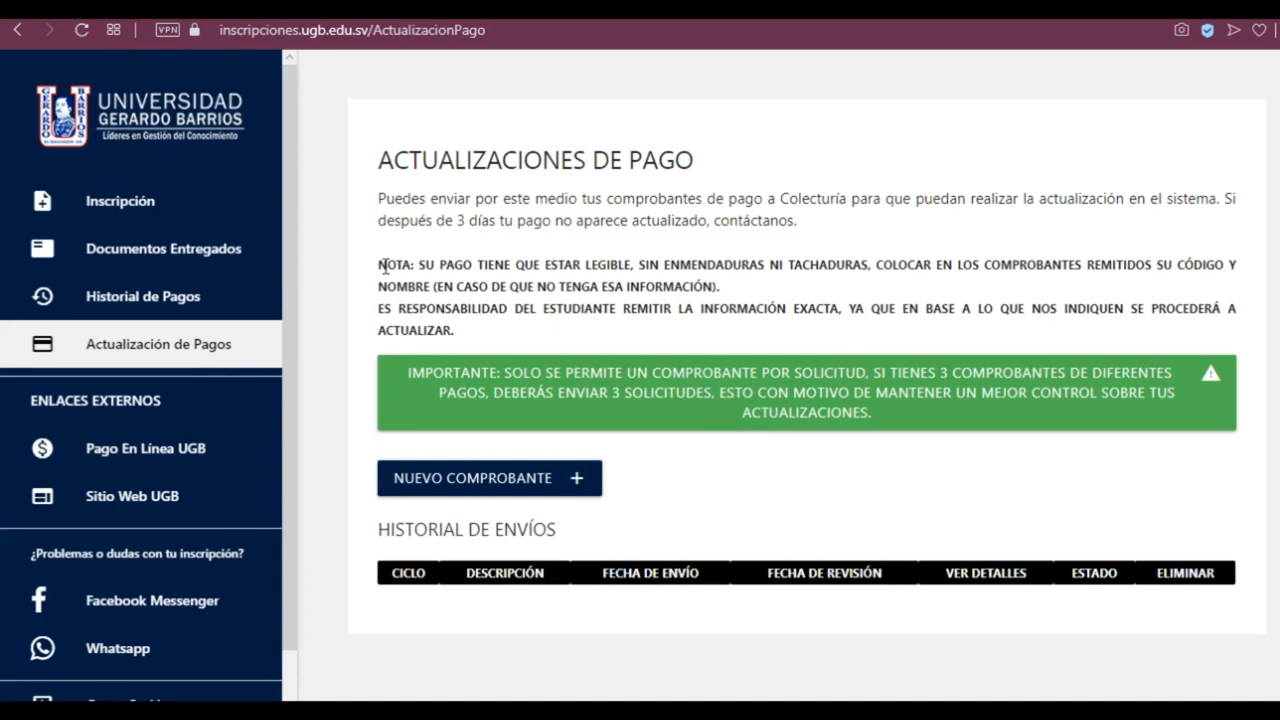 VPN
inscripciones.ugb.edu.sv/ActualizacionPago
GERARDO BARRIOS
UNIVERSIDAD
GERARDO BARRIOS
Líderes en Gestión del Conocimiento
Inscripción
Documentos Entregados
Historial de Pagos
Actualización de Pagos
ENLACES EXTERNOS
Pago En Línea UGB
Sitio Web UGB
¿Problemas o dudas con tu inscripción?
Facebook Messenger
Whatsapp
ACTUALIZACIONES DE PAGO
Puedes enviar por este medio tus comprobantes de pago a Colecturía para que puedan realizar la actualización en el sistema. Si
después de 3 días tu pago no aparece actualizado, contáctanos.
NOTA: SU PAGO TIENE QUE ESTAR LEGIBLE, SIN ENMENDADURAS NI TACHADURAS, COLOCAR EN LOS COMPROBANTES REMITIDOS SU CÓDIGO Y
NOMBRE (EN CASO DE QUE NO TENGA ESA INFORMACIÓN).
ES RESPONSABILIDAD DEL ESTUDIANTE REMITIR LA INFORMACIÓN EXACTA, YA QUE EN BASE A LO QUE NOS INDIQUEN SE PROCEDERÁ A
ACTUALIZAR.
IMPORTANTE: SOLO SE PERMITE UN COMPROBANTE POR SOLICITUD, SI TIENES 3 COMPROBANTES DE DIFERENTES
PAGOS, DEBERÁS ENVIAR 3 SOLICITUDES, ESTO CON MOTIVO DE MANTENER UN MEJOR CONTROL SOBRE TUS
ACTUALIZACIONES.
NUEVO COMPROBANTE +
HISTORIAL DE ENVÍOS
CICLO DESCRIPCIÓN FECHA DE ENVÍO FECHA DE REVISIÓN VER DETALLES ESTADO ELIMINAR